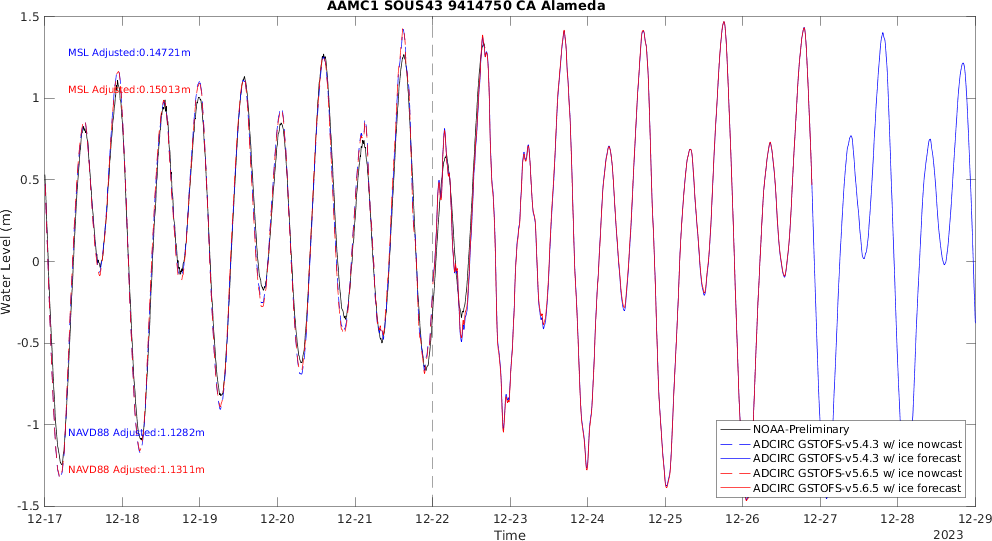 AAMC1 SOUS43 9414750 CA Alameda
Water Level (m)
1.5
1
0.5
0
-0.5
-1
-1.5
MSL Adjusted:0.14721m
MSL Adjusted:0.15013m
NAVD88 Adjusted:1.1282m
NAVD88 Adjusted:1.1311m
NOAA-Preliminary
ADCIRC GSTOFS-v5.4.3 w/ ice nowcast
ADCIRC GSTOFS-v5.4.3 w/ ice forecast
ADCIRC GSTOFS-v5.6.5 w/ ice nowcast
ADCIRC GSTOFS-v5.6.5 w/ ice forecast
12-17 12-18 12-19 12-20 12-21 12-22 12-23 12-24 12-25 12-26 12-27 12-28 12-29
Time
2023